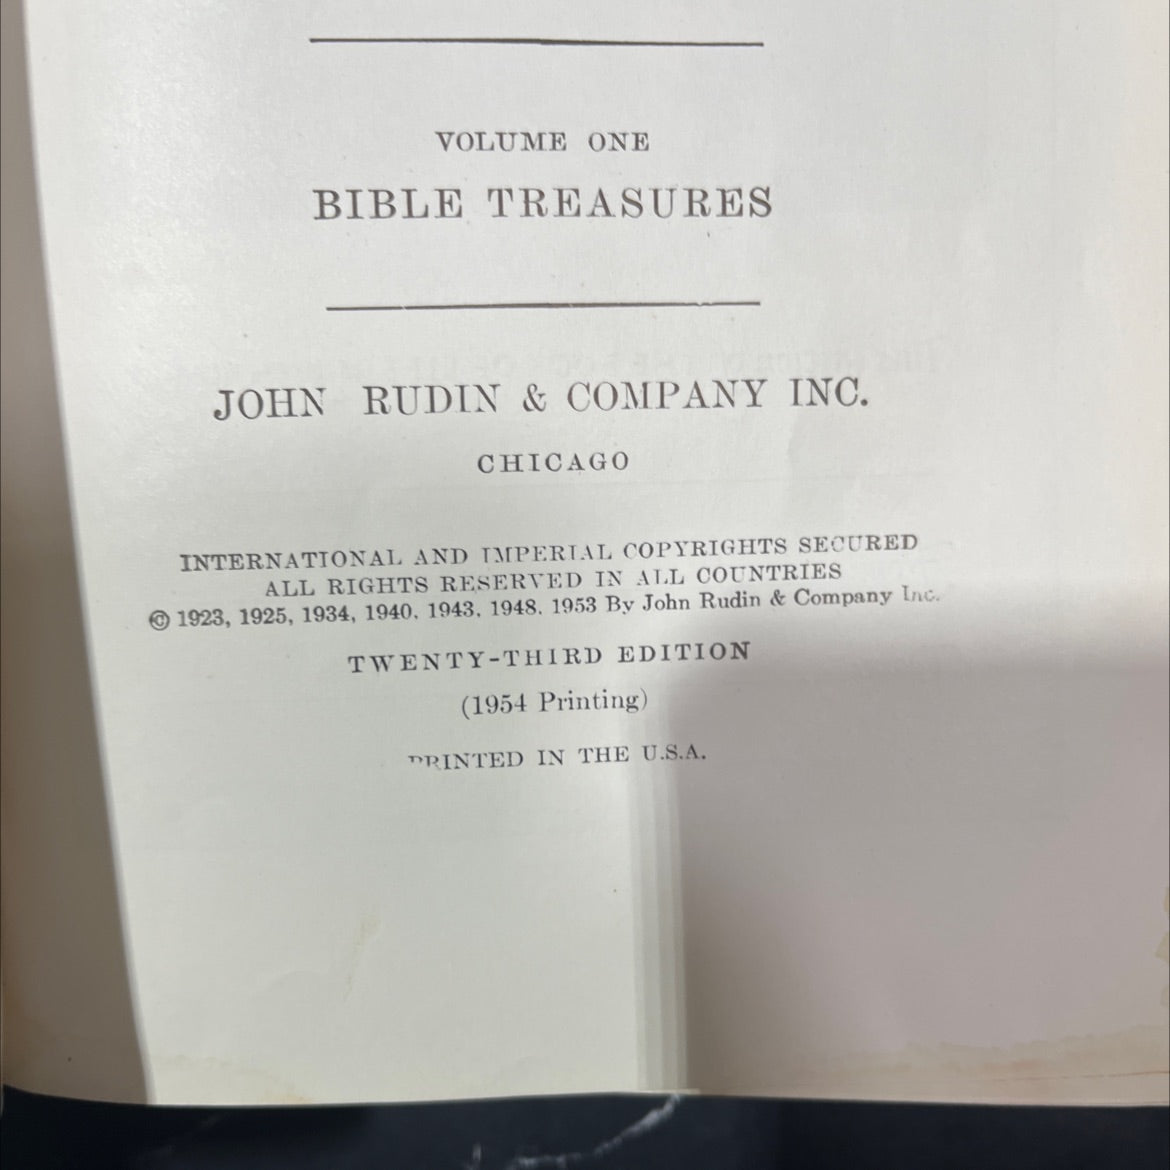 VOLUME ONE
BIBLE TREASURES
JOHN RUDIN & COMPANY INC.
CHICAGO
INTERNATIONAL AND IMPERIAL COPYRIGHTS SECURED
ALL RIGHTS RESERVED IN ALL COUNTRIES
© 1923, 1925, 1934, 1940, 1943, 1948. 1953 By John Rudin & Company Inc.
TWENTY-THIRD EDITION
(1954 Printing)
PRINTED IN THE U.S.A.